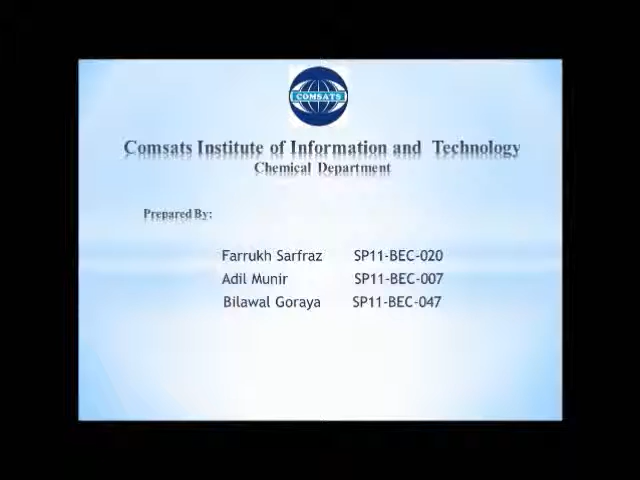 COMSATS
Comsats Institute of Information and Technology
Chemical Department
Prepared By:
Farrukh Sarfraz SP11-BEC-020
Adil Munir SP11-BEC-007
Bilawal Goraya SP11-BEC-047